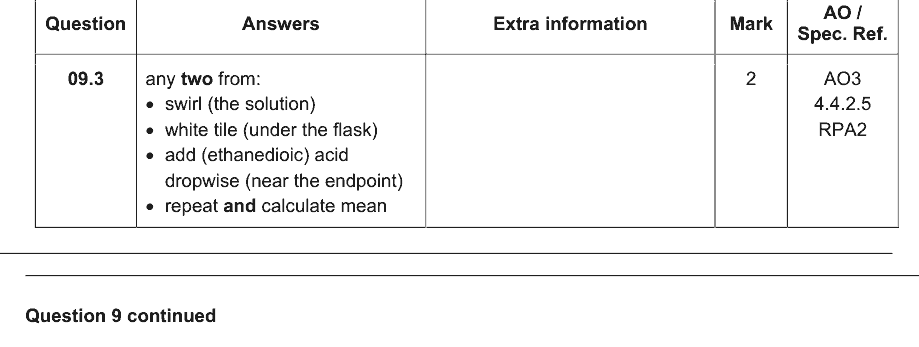 Question Answers Extra information Mark AO /
Spec. Ref.
09.3 any two from: 2 AO3
• swirl (the solution) 4.4.2.5
• white tile (under the flask) RPA2
• add (ethanedioic) acid
dropwise (near the endpoint)
• repeat and calculate mean
Question 9 continued